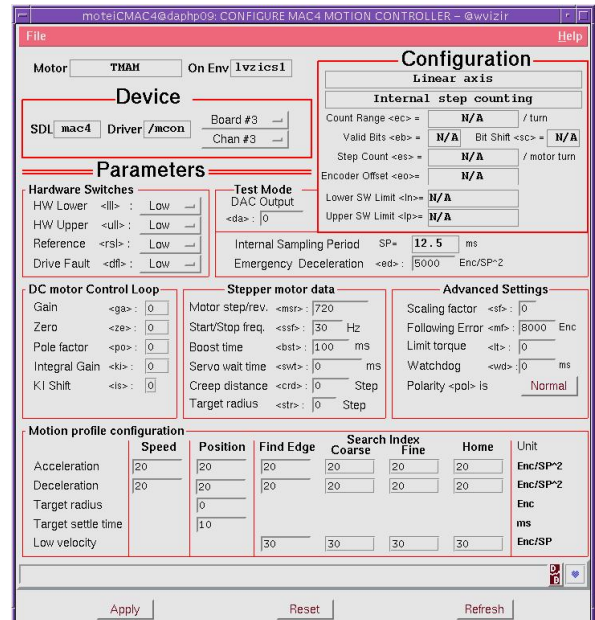 moteiCMAC4@daphp09: CONFIGURE MAC4 MOTION CONTROLLER – @wvizir
File Help
Motor TMAM On Env lvzics1
Configuration
Linear axis
Internal step counting
Count Range <ec> = N/A / turn
Valid Bits <eb> = N/A Bit Shift <sc> = N/A
Step Count <es> = N/A / motor turn
Encoder Offset <eo>= N/A
Lower SW Limit <ln>= N/A
Upper SW Limit <lp>= N/A
Device
SDL mac4 Driver /mcon Board #3
Chan #3
Parameters
Hardware Switches
HW Lower <lll> : Low
HW Upper <ull> : Low
Reference <rsl> : Low
Drive Fault <dfl> : Low
Test Mode
DAC Output
<da> : 0
Internal Sampling Period SP= 12.5 ms
Emergency Deceleration <ed> : 5000 Enc/SP^2
DC motor Control Loop
Gain <ga> : 0
Zero <ze> : 0
Pole factor <po> : 0
Integral Gain <ki> : 0
KI Shift <is> : 0
Stepper motor data
Motor step/rev. <msr> : 720
Start/Stop freq. <ssf> : 30 Hz
Boost time <bst> : 100 ms
Servo wait time <swt> : 0 ms
Creep distance <crd> : 0 Step
Target radius <str> : 0 Step
Advanced Settings
Scaling factor <sf> : 0
Following Error <mf> : 8000 Enc
Limit torque <lt> : 0
Watchdog <wd> : 0 ms
Polarity <pol> is Normal
Motion profile configuration
Speed Position Find Edge Search Index Coarse Fine Home Unit
Acceleration 20 20 20 20 20 20 Enc/SP^2
Deceleration 20 20 20 20 20 20 Enc/SP^2
Target radius 0 Enc
Target settle time 10 ms
Low velocity 30 30 30 30 Enc/SP
Apply Reset Refresh